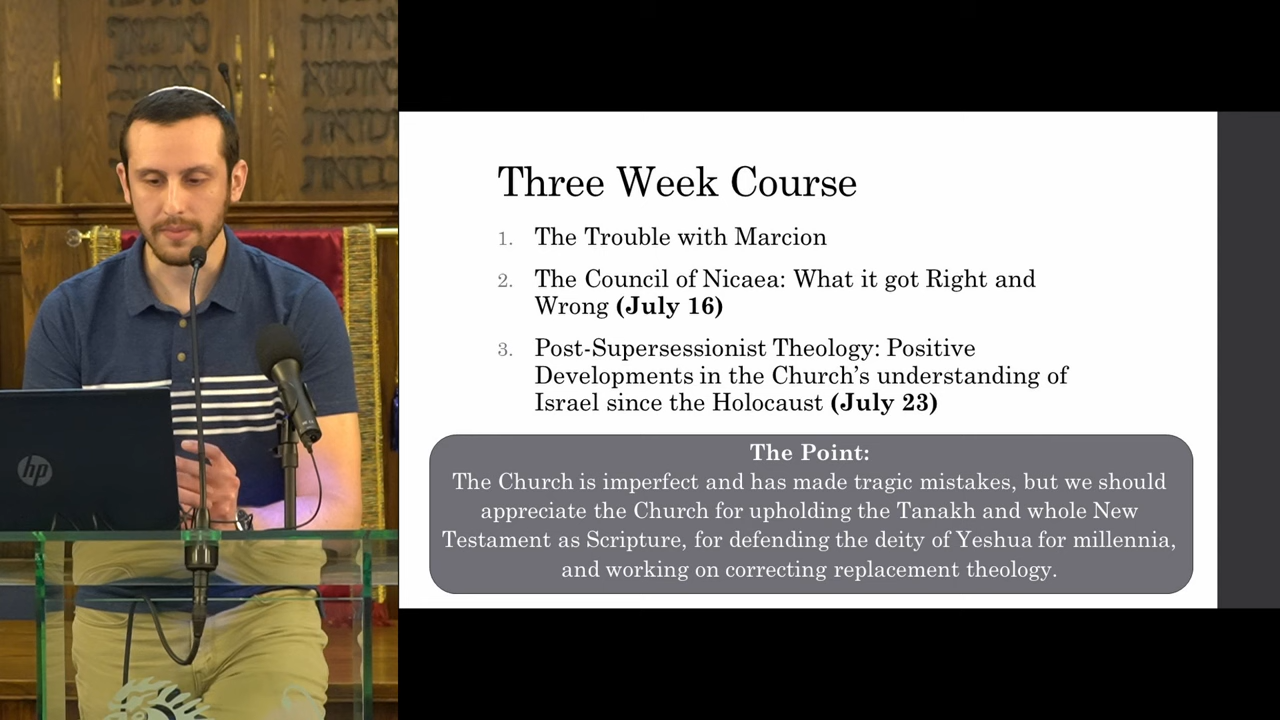 Three Week Course
1. The Trouble with Marcion
2. The Council of Nicaea: What it got Right and
Wrong (July 16)
3. Post-Supersessionist Theology: Positive
Developments in the Church’s understanding of
Israel since the Holocaust (July 23)
The Point:
The Church is imperfect and has made tragic mistakes, but we should
appreciate the Church for upholding the Tanakh and whole New
Testament as Scripture, for defending the deity of Yeshua for millennia,
and working on correcting replacement theology.
hp